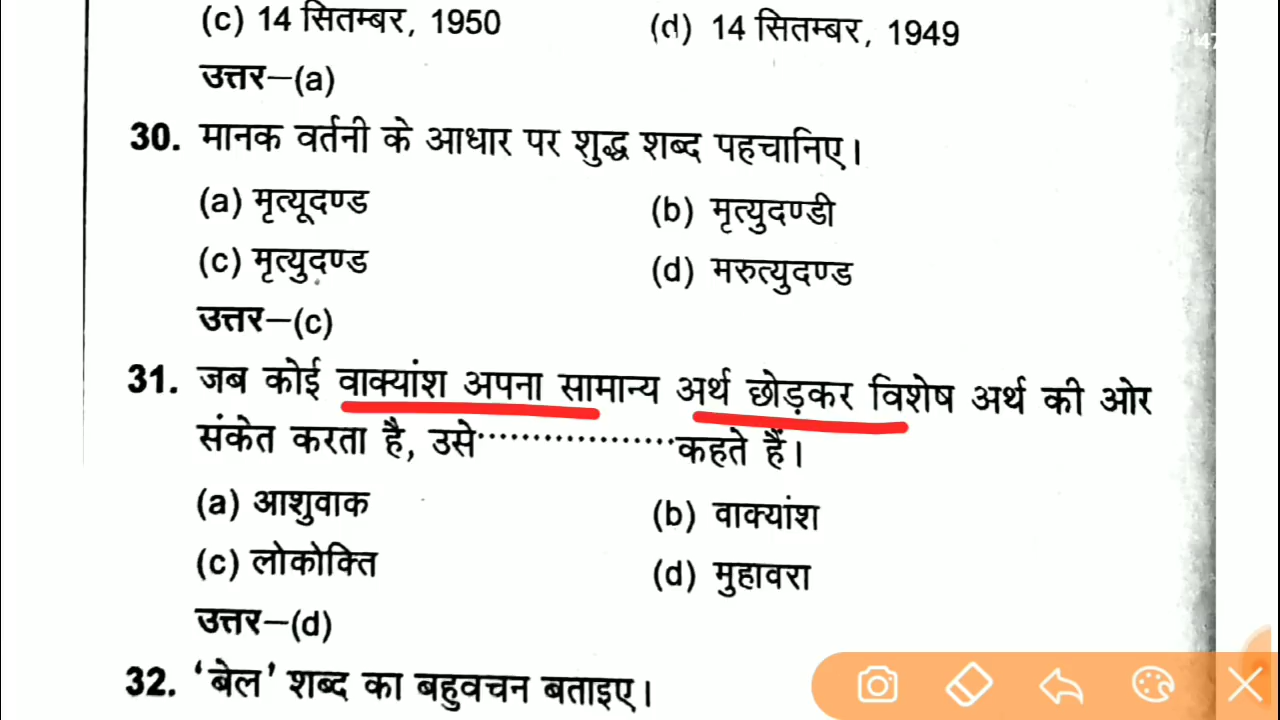 (c) 14 सितम्बर, 1950 (d) 14 सितम्बर, 1949
उत्तर–(a)
30. मानक वर्तनी के आधार पर शुद्ध शब्द पहचानिए।
(a) मृत्यूदण्ड (b) मृत्युदण्डी
(c) मृत्युदण्ड (d) मरुत्युदण्ड
उत्तर–(c)
31. जब कोई वाक्यांश अपना सामान्य अर्थ छोड़कर विशेष अर्थ की ओर
संकेत करता है, उसे..................कहते हैं।
(a) आशुवाक (b) वाक्यांश
(c) लोकोक्ति (d) मुहावरा
उत्तर–(d)
32. 'बेल' शब्द का बहुवचन बताइए।